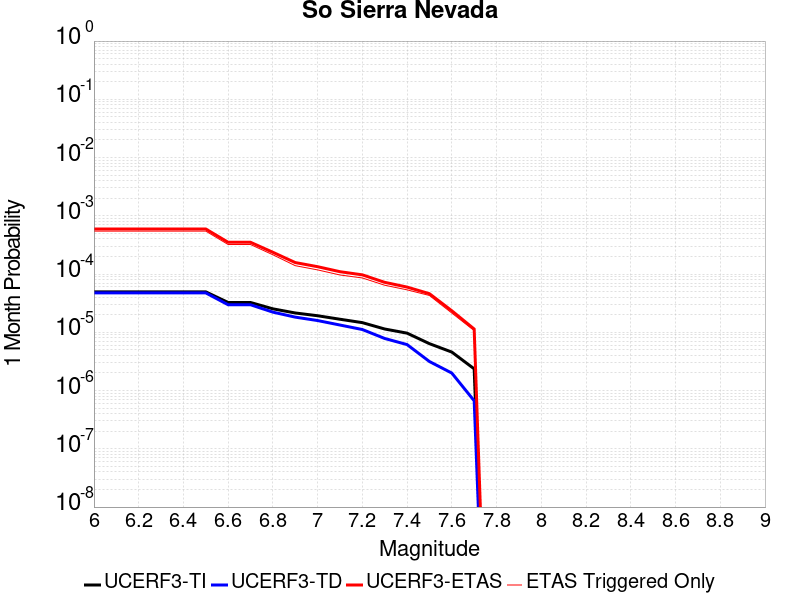 So Sierra Nevada
10^0
10^-1
10^-2
10^-3
10^-4
10^-5
10^-6
10^-7
10^-8
1 Month Probability
6 6.2 6.4 6.6 6.8 7 7.2 7.4 7.6 7.8 8 8.2 8.4 8.6 8.8 9
Magnitude
UCERF3-TI UCERF3-TD UCERF3-ETAS ETAS Triggered Only